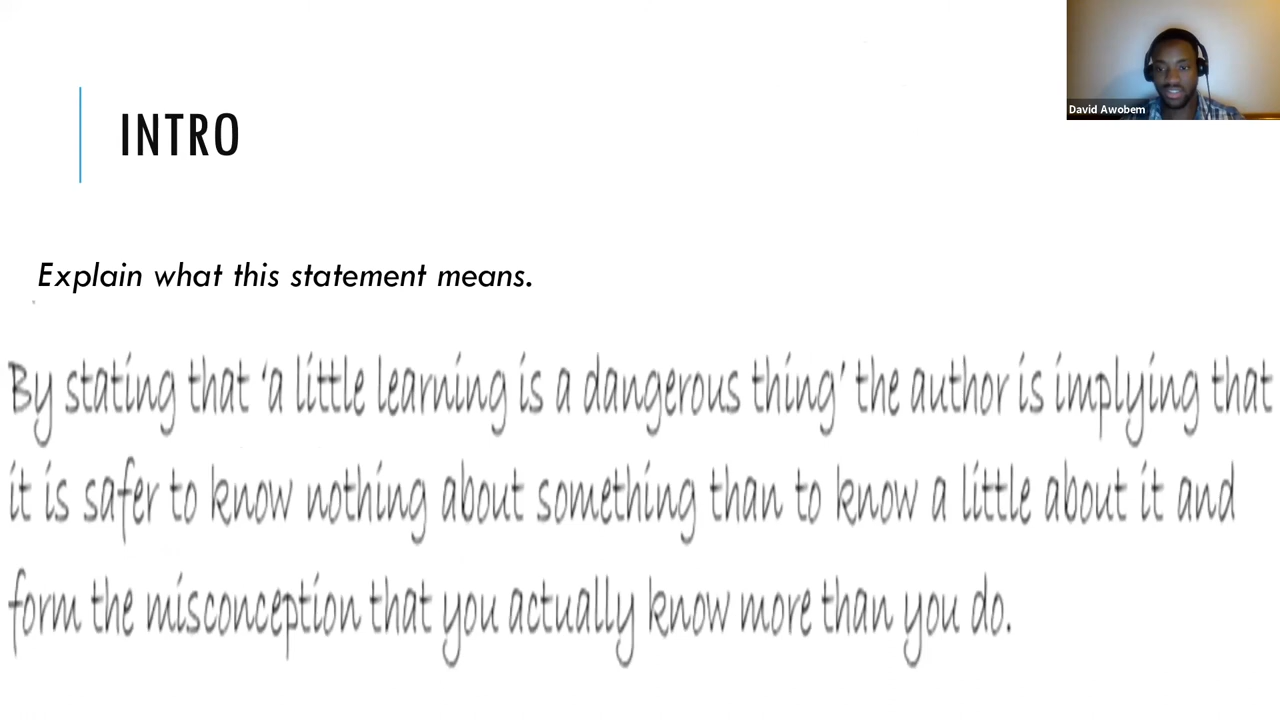 David Awobem
INTRO
Explain what this statement means.
By stating that ‘a little learning is a dangerous thing’ the author is implying that
it is safer to know nothing about something than to know a little about it and
form the misconception that you actually know more than you do.